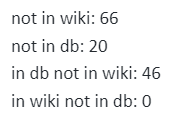 not in wiki: 66
not in db: 20
in db not in wiki: 46
in wiki not in db: 0